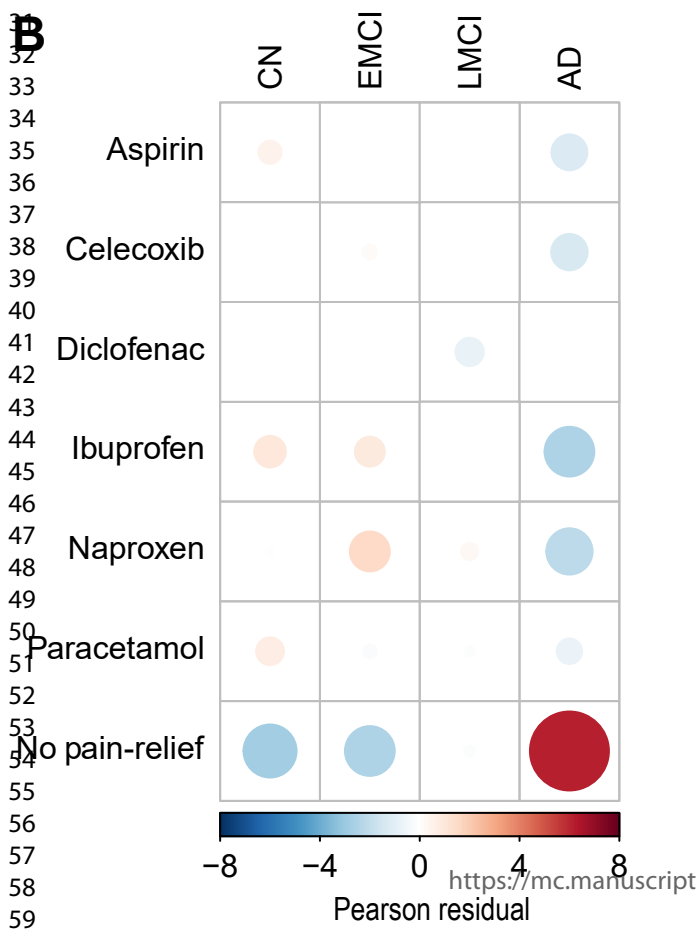 31
B
32
33
34
35
36
37
38
39
40
41
42
43
44
45
46
47
48
49
50
51
52
53
54
55
56
57
58
59
CN EMCI LMCI AD
Aspirin
Celecoxib
Diclofenac
Ibuprofen
Naproxen
Paracetamol
No pain-relief
−8 −4 0 4 8
https://mc.manuscript
Pearson residual